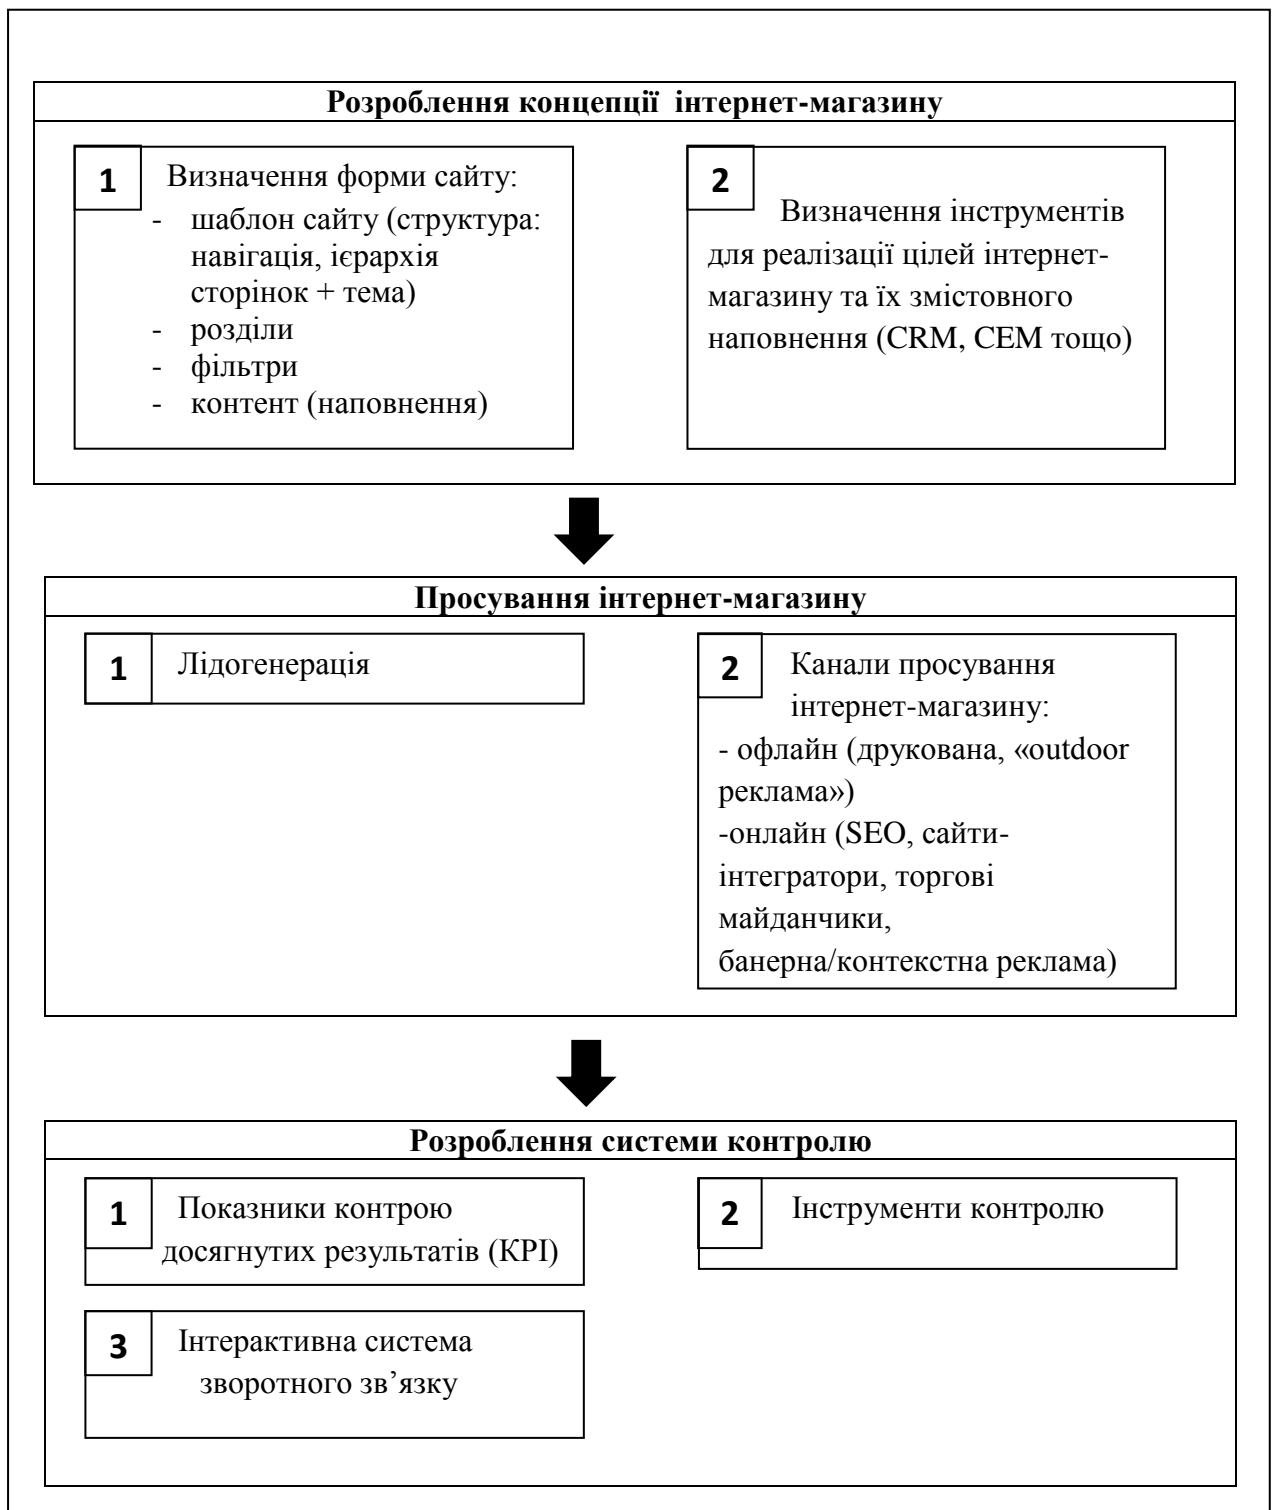 Розроблення концепції інтернет-магазину
1
Визначення форми сайту:
- шаблон сайту (структура:
навігація, ієрархія
сторінок + тема)
- розділи
- фільтри
- контент (наповнення)
2
Визначення інструментів
для реалізації цілей інтернет-
магазину та їх змістовного
наповнення (CRM, CEM тощо)
Просування інтернет-магазину
1
Лідогенерація
2
Канали просування
інтернет-магазину:
- офлайн (друкована, «outdoor
реклама»)
-онлайн (SEO, сайти-
інтегратори, торгові
майданчики,
банерна/контекстна реклама)
Розроблення системи контролю
1
Показники контрою
досягнутих результатів (KPI)
2
Інструменти контролю
3
Інтерактивна система
зворотного зв’язку